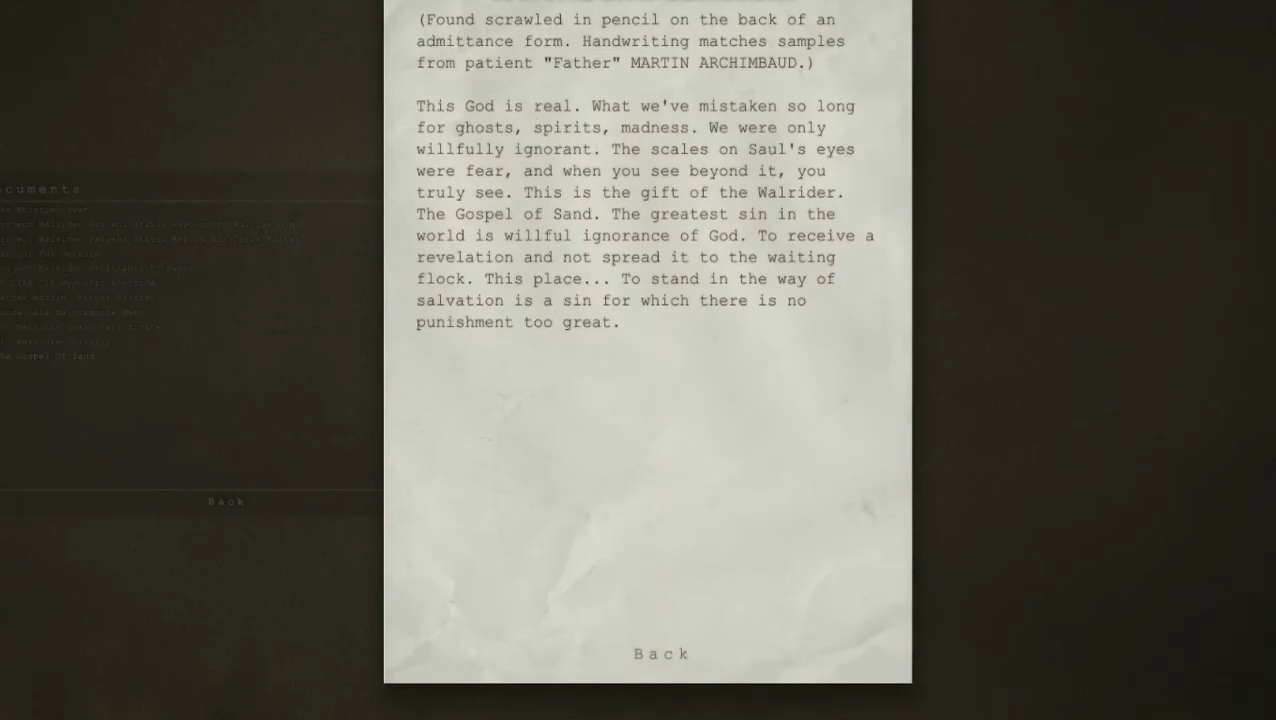 (Found scrawled in pencil on the back of an
admittance form. Handwriting matches samples
from patient "Father" MARTIN ARCHIMBAUD.)
This God is real. What we've mistaken so long
for ghosts, spirits, madness. We were only
willfully ignorant. The scales on Saul's eyes
were fear, and when you see beyond it, you
truly see. This is the gift of the Walrider.
The Gospel of Sand. The greatest sin in the
world is willful ignorance of God. To receive a
revelation and not spread it to the waiting
flock. This place... To stand in the way of
salvation is a sin for which there is no
punishment too great.
Back
ocuments
he Gospel Of Sand
Back